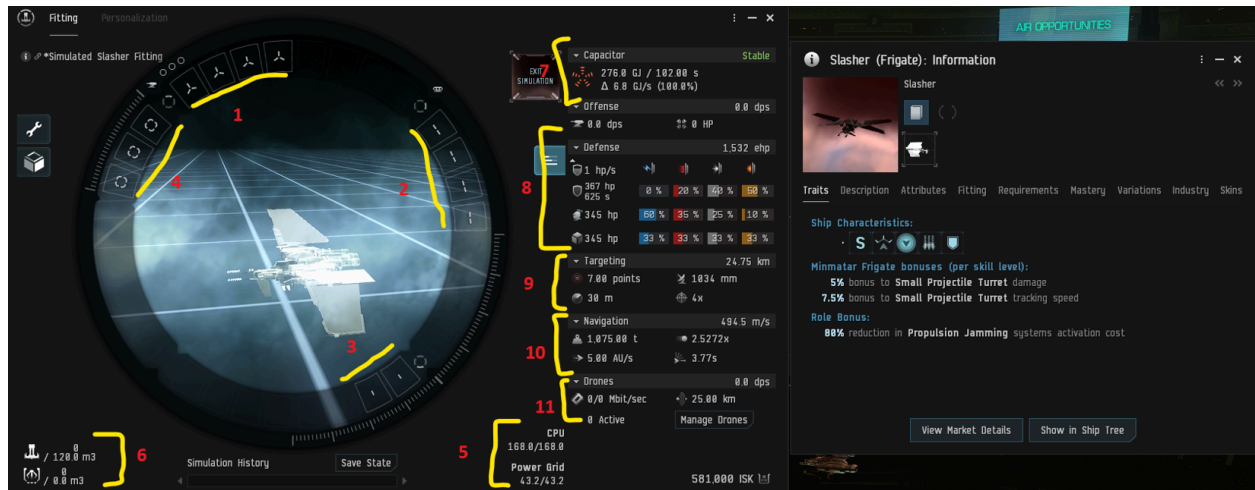 Fitting
Personalization
*Simulated Slasher Fitting
EXIT
SIMULATION
1
2
3
4
5
6
7
8
9
10
11
Capacitor Stable
276.0 GJ / 102.00 s
Δ 6.8 GJ/s (100.0%)
Offense 0.0 dps
0.0 dps 0 HP
Defense 1,532 ehp
1 hp/s
367 hp
625 s
0 % 20 % 40 % 50 %
345 hp 60 % 35 % 25 % 10 %
345 hp 33 % 33 % 33 % 33 %
Targeting 24.75 km
7.00 points 1034 mm
30 m 4x
Navigation 494.5 m/s
1,075.00 t 2.5272x
5.00 AU/s 3.77s
Drones 0.0 dps
0/0 Mbit/sec 25.00 km
0 Active Manage Drones
CPU
168.0/168.0
Power Grid
43.2/43.2
581,000 ISK
0
/ 120.0 m3
0
/ 0.0 m3
Simulation History
Save State
AIR OPPORTUNITIES
Slasher (Frigate): Information
Slasher
Traits Description Attributes Fitting Requirements Mastery Variations Industry Skins
Ship Characteristics:
· S
Minmatar Frigate bonuses (per skill level):
5% bonus to Small Projectile Turret damage
7.5% bonus to Small Projectile Turret tracking speed
Role Bonus:
80% reduction in Propulsion Jamming systems activation cost
View Market Details
Show in Ship Tree